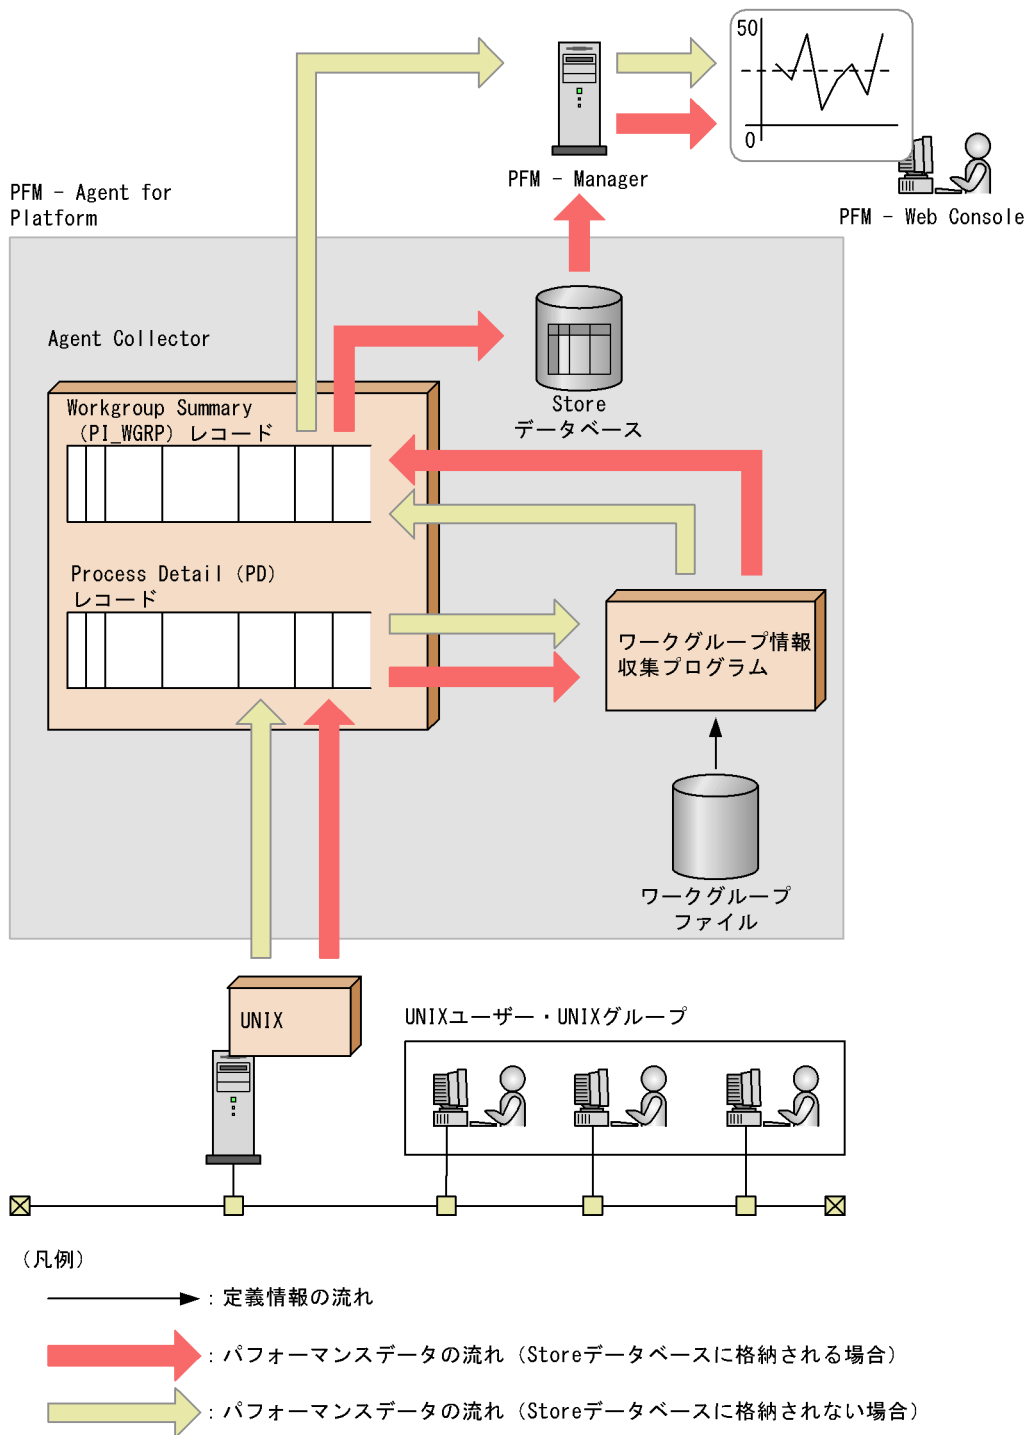 50
0
PFM - Manager
PFM - Web Console
PFM - Agent for
Platform
Agent Collector
Workgroup Summary
（PI_WGRP）レコード
Store
データベース
Process Detail（PD）
レコード
ワークグループ情報
収集プログラム
ワークグループ
ファイル
UNIX
UNIXユーザー・UNIXグループ
（凡例）
：定義情報の流れ
：パフォーマンスデータの流れ（Storeデータベースに格納される場合）
：パフォーマンスデータの流れ（Storeデータベースに格納されない場合）